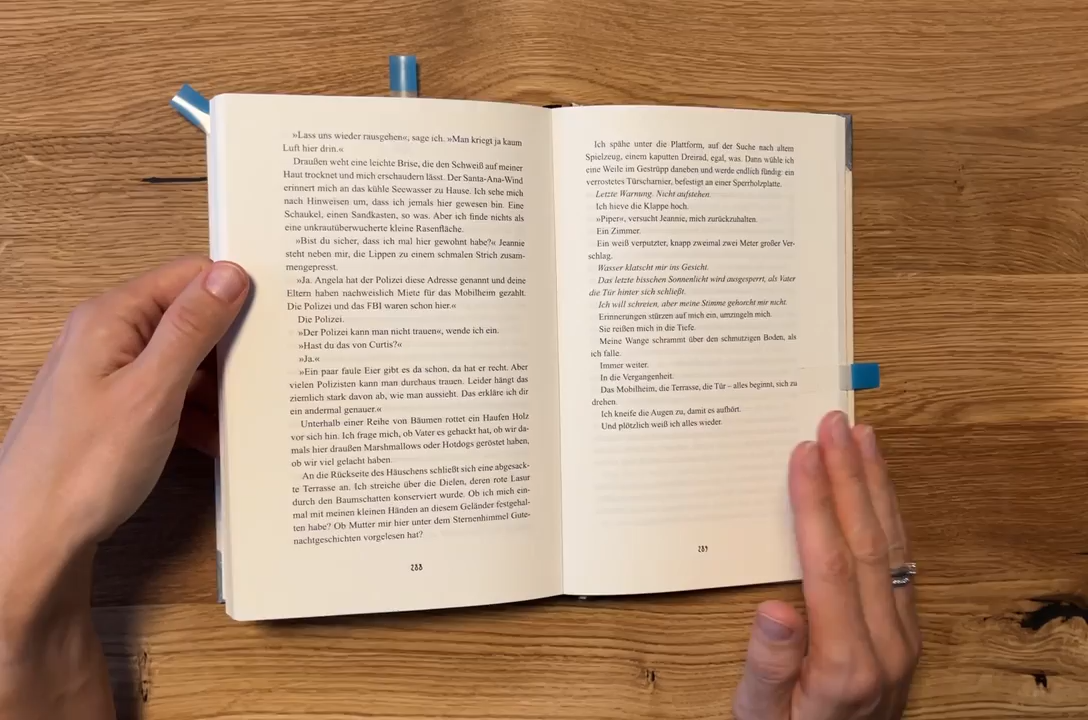 »Lass uns wieder rausgehen«, sage ich. »Man kriegt ja kaum
Luft hier drin.«
Draußen weht eine leichte Brise, die den Schweiß auf meiner
Haut trocknet und mich erschaudern lässt. Der Santa-Ana-Wind
erinnert mich an das kühle Seewasser zu Hause. Ich sehe mich
nach Hinweisen um, dass ich jemals hier gewesen bin. Eine
Schaukel, einen Sandkasten, so was. Aber ich finde nichts als
eine unkrautüberwucherte kleine Rasenfläche.
»Bist du sicher, dass ich mal hier gewohnt habe?« Jeannie
steht neben mir, die Lippen zu einem schmalen Strich zusam-
mengepresst.
»Ja. Angela hat der Polizei diese Adresse genannt und deine
Eltern haben nachweislich Miete für das Mobilheim gezahlt.
Die Polizei und das FBI waren schon hier.«
Die Polizei.
»Der Polizei kann man nicht trauen«, wende ich ein.
»Hast du das von Curtis?«
»Ja.«
»Ein paar faule Eier gibt es da schon, da hat er recht. Aber
vielen Polizisten kann man durchaus trauen. Leider hängt das
ziemlich stark davon ab, wie man aussieht. Das erkläre ich dir
ein andermal genauer.«
Unterhalb einer Reihe von Bäumen rottet ein Haufen Holz
vor sich hin. Ich frage mich, ob Vater es gehackt hat, ob wir da-
mals hier draußen Marshmallows oder Hotdogs geröstet haben,
ob wir viel gelacht haben.
An die Rückseite des Häuschens schließt sich eine abgesack-
te Terrasse an. Ich streiche über die Dielen, deren rote Lasur
durch den Baumschatten konserviert wurde. Ob ich mich ein-
mal mit meinen kleinen Händen an diesem Geländer festgehal-
ten habe? Ob Mutter mir hier unter dem Sternenhimmel Gute-
nachtgeschichten vorgelesen hat?
288
Ich spähe unter die Plattform, auf der Suche nach altem
Spielzeug, einem kaputten Dreirad, egal, was. Dann wühle ich
eine Weile im Gestrüpp daneben und werde endlich fündig: ein
verrostetes Türscharnier, befestigt an einer Sperrholzplatte.
Letzte Warnung. Nicht aufstehen.
Ich hieve die Klappe hoch.
»Piper«, versucht Jeannie, mich zurückzuhalten.
Ein Zimmer.
Ein weiß verputzter, knapp zweimal zwei Meter großer Ver-
schlag.
Wasser klatscht mir ins Gesicht.
Das letzte bisschen Sonnenlicht wird ausgesperrt, als Vater
die Tür hinter sich schließt.
Ich will schreien, aber meine Stimme gehorcht mir nicht.
Erinnerungen stürzen auf mich ein, umzingeln mich.
Sie reißen mich in die Tiefe.
Meine Wange schrammt über den schmutzigen Boden, als
ich falle.
Immer weiter.
In die Vergangenheit.
Das Mobilheim, die Terrasse, die Tür – alles beginnt, sich zu
drehen.
Ich kneife die Augen zu, damit es aufhört.
Und plötzlich weiß ich alles wieder.
289